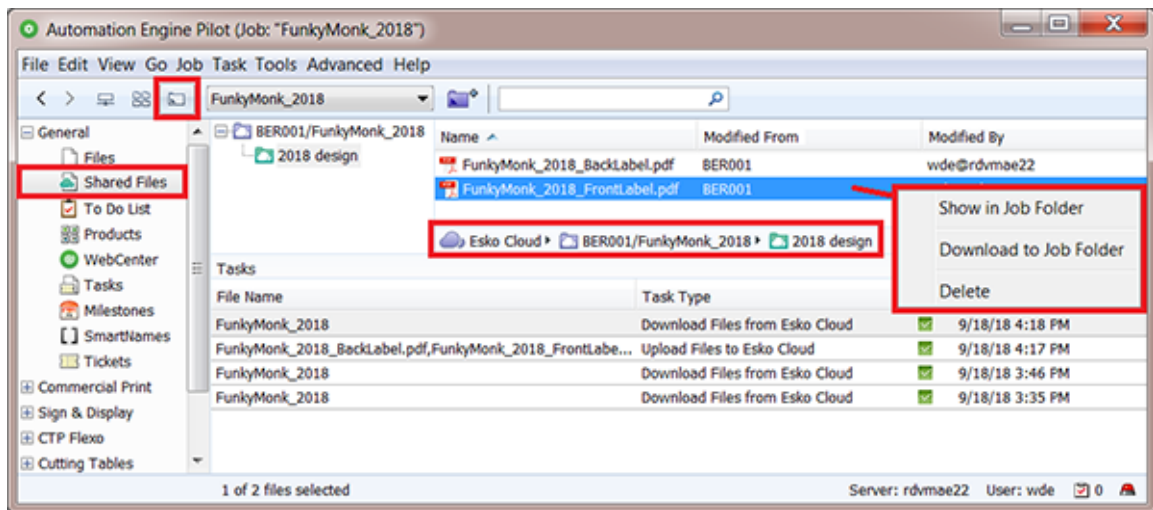 Automation Engine Pilot (Job: "FunkyMonk_2018")
File Edit View Go Job Task Tools Advanced Help
FunkyMonk_2018
General
Files
Shared Files
To Do List
Products
WebCenter
Tasks
Milestones
[ ] SmartNames
Tickets
Commercial Print
Sign & Display
CTP Flexo
Cutting Tables
BER001/FunkyMonk_2018
2018 design
Name Modified From Modified By
FunkyMonk_2018_BackLabel.pdf BER001 wde@rdvmae22
FunkyMonk_2018_FrontLabel.pdf BER001
Show in Job Folder
Download to Job Folder
Delete
Esko Cloud BER001/FunkyMonk_2018 2018 design
Tasks
File Name Task Type
FunkyMonk_2018 Download Files from Esko Cloud 9/18/18 4:18 PM
FunkyMonk_2018_BackLabel.pdf,FunkyMonk_2018_FrontLabe... Upload Files to Esko Cloud 9/18/18 4:17 PM
FunkyMonk_2018 Download Files from Esko Cloud 9/18/18 3:46 PM
FunkyMonk_2018 Download Files from Esko Cloud 9/18/18 3:35 PM
1 of 2 files selected Server: rdvmae22 User: wde 0